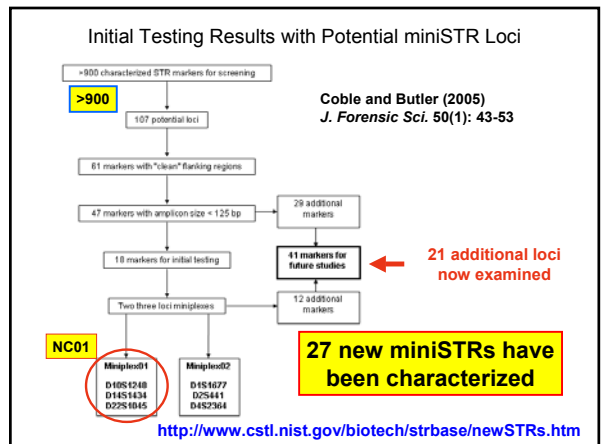 Initial Testing Results with Potential miniSTR Loci
>900 characterized STR markers for screening
>900
Coble and Butler (2005)
J. Forensic Sci. 50(1): 43-53
107 potential loci
61 markers with "clean" flanking regions
47 markers with amplicon size < 125 bp
29 additional
markers
18 markers for initial testing
41 markers for
future studies
21 additional loci
now examined
Two three loci miniplexes
12 additional
markers
NC01
Miniplex01
D10S1248
D14S1434
D22S1045
Miniplex02
D1S1677
D2S441
D4S2364
27 new miniSTRs have
been characterized
http://www.cstl.nist.gov/biotech/strbase/newSTRs.htm